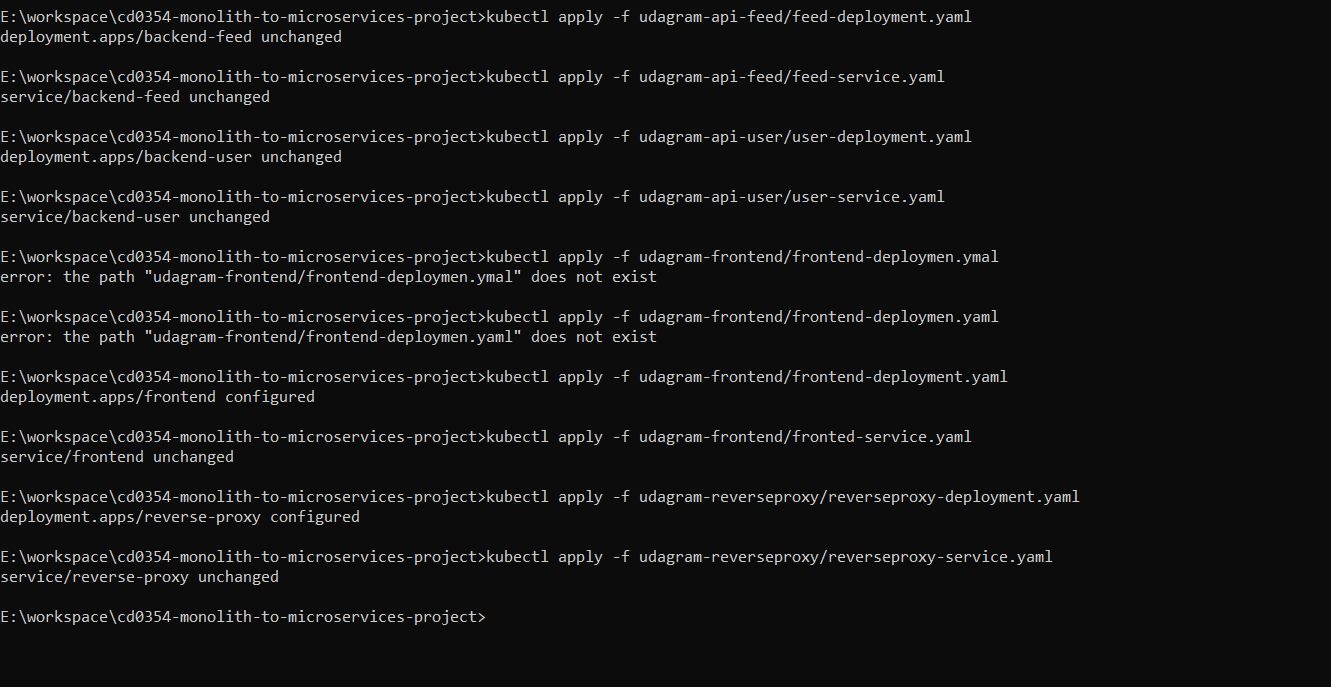 E:\workspace\cd0354-monolith-to-microservices-project>kubectl apply -f udagram-api-feed/feed-deployment.yaml
deployment.apps/backend-feed unchanged
E:\workspace\cd0354-monolith-to-microservices-project>kubectl apply -f udagram-api-feed/feed-service.yaml
service/backend-feed unchanged
E:\workspace\cd0354-monolith-to-microservices-project>kubectl apply -f udagram-api-user/user-deployment.yaml
deployment.apps/backend-user unchanged
E:\workspace\cd0354-monolith-to-microservices-project>kubectl apply -f udagram-api-user/user-service.yaml
service/backend-user unchanged
E:\workspace\cd0354-monolith-to-microservices-project>kubectl apply -f udagram-frontend/frontend-deploymen.ymal
error: the path "udagram-frontend/frontend-deploymen.ymal" does not exist
E:\workspace\cd0354-monolith-to-microservices-project>kubectl apply -f udagram-frontend/frontend-deploymen.yaml
error: the path "udagram-frontend/frontend-deploymen.yaml" does not exist
E:\workspace\cd0354-monolith-to-microservices-project>kubectl apply -f udagram-frontend/frontend-deployment.yaml
deployment.apps/frontend configured
E:\workspace\cd0354-monolith-to-microservices-project>kubectl apply -f udagram-frontend/fronted-service.yaml
service/frontend unchanged
E:\workspace\cd0354-monolith-to-microservices-project>kubectl apply -f udagram-reverseproxy/reverseproxy-deployment.yaml
deployment.apps/reverse-proxy configured
E:\workspace\cd0354-monolith-to-microservices-project>kubectl apply -f udagram-reverseproxy/reverseproxy-service.yaml
service/reverse-proxy unchanged
E:\workspace\cd0354-monolith-to-microservices-project>